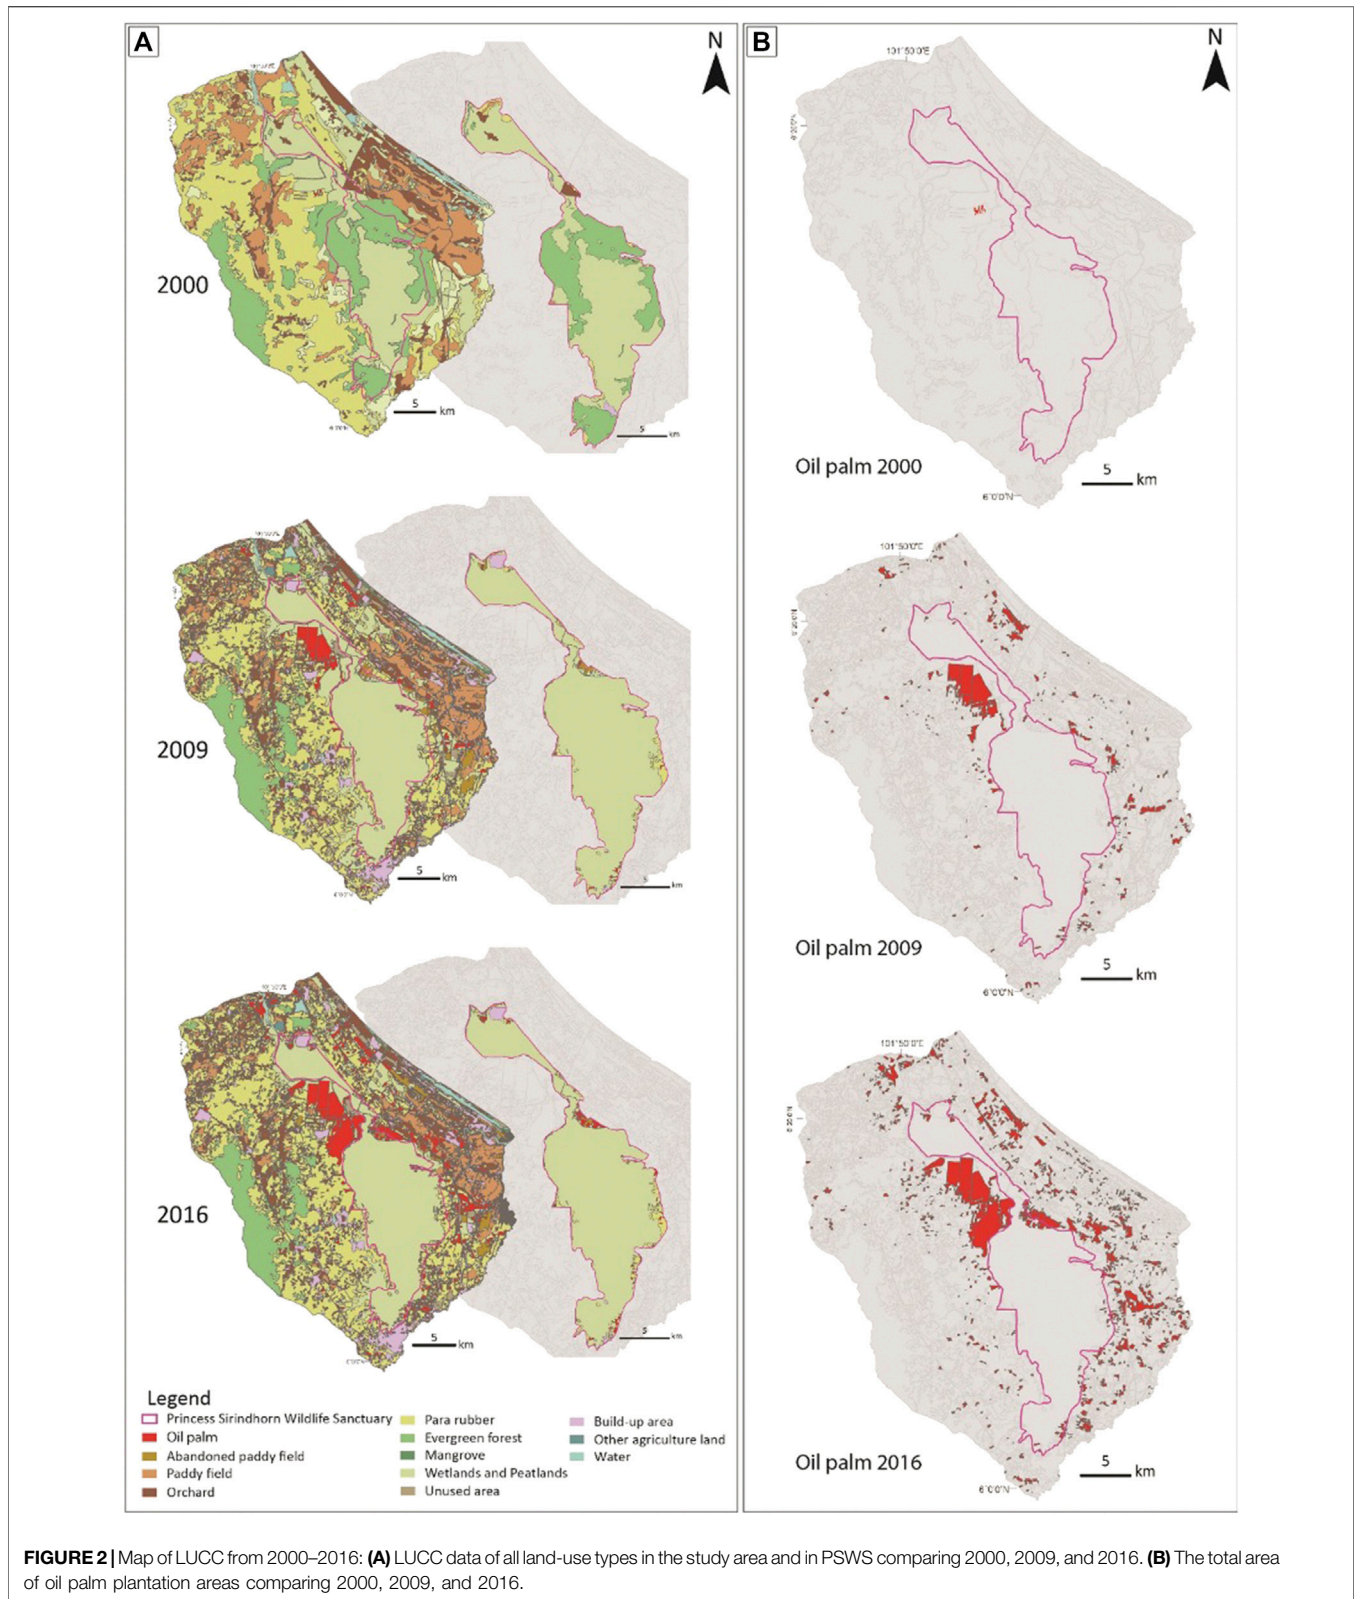 A
B
N
N
101°50'0"E
2000
5
km
5
km
Oil palm 2000
5
km
6°0'0"N
101°50'0"E
2009
5
km
5
km
Oil palm 2009
5
km
6°0'0"N
101°50'0"E
2016
5
km
5
km
Oil palm 2016
5
km
6°0'0"N
Legend
Princess Sirindhorn Wildlife Sanctuary
Oil palm
Abandoned paddy field
Paddy field
Orchard
Para rubber
Evergreen forest
Mangrove
Wetlands and Peatlands
Unused area
Build-up area
Other agriculture land
Water
FIGURE 2 | Map of LUCC from 2000–2016: (A) LUCC data of all land-use types in the study area and in PSWS comparing 2000, 2009, and 2016. (B) The total area
of oil palm plantation areas comparing 2000, 2009, and 2016.